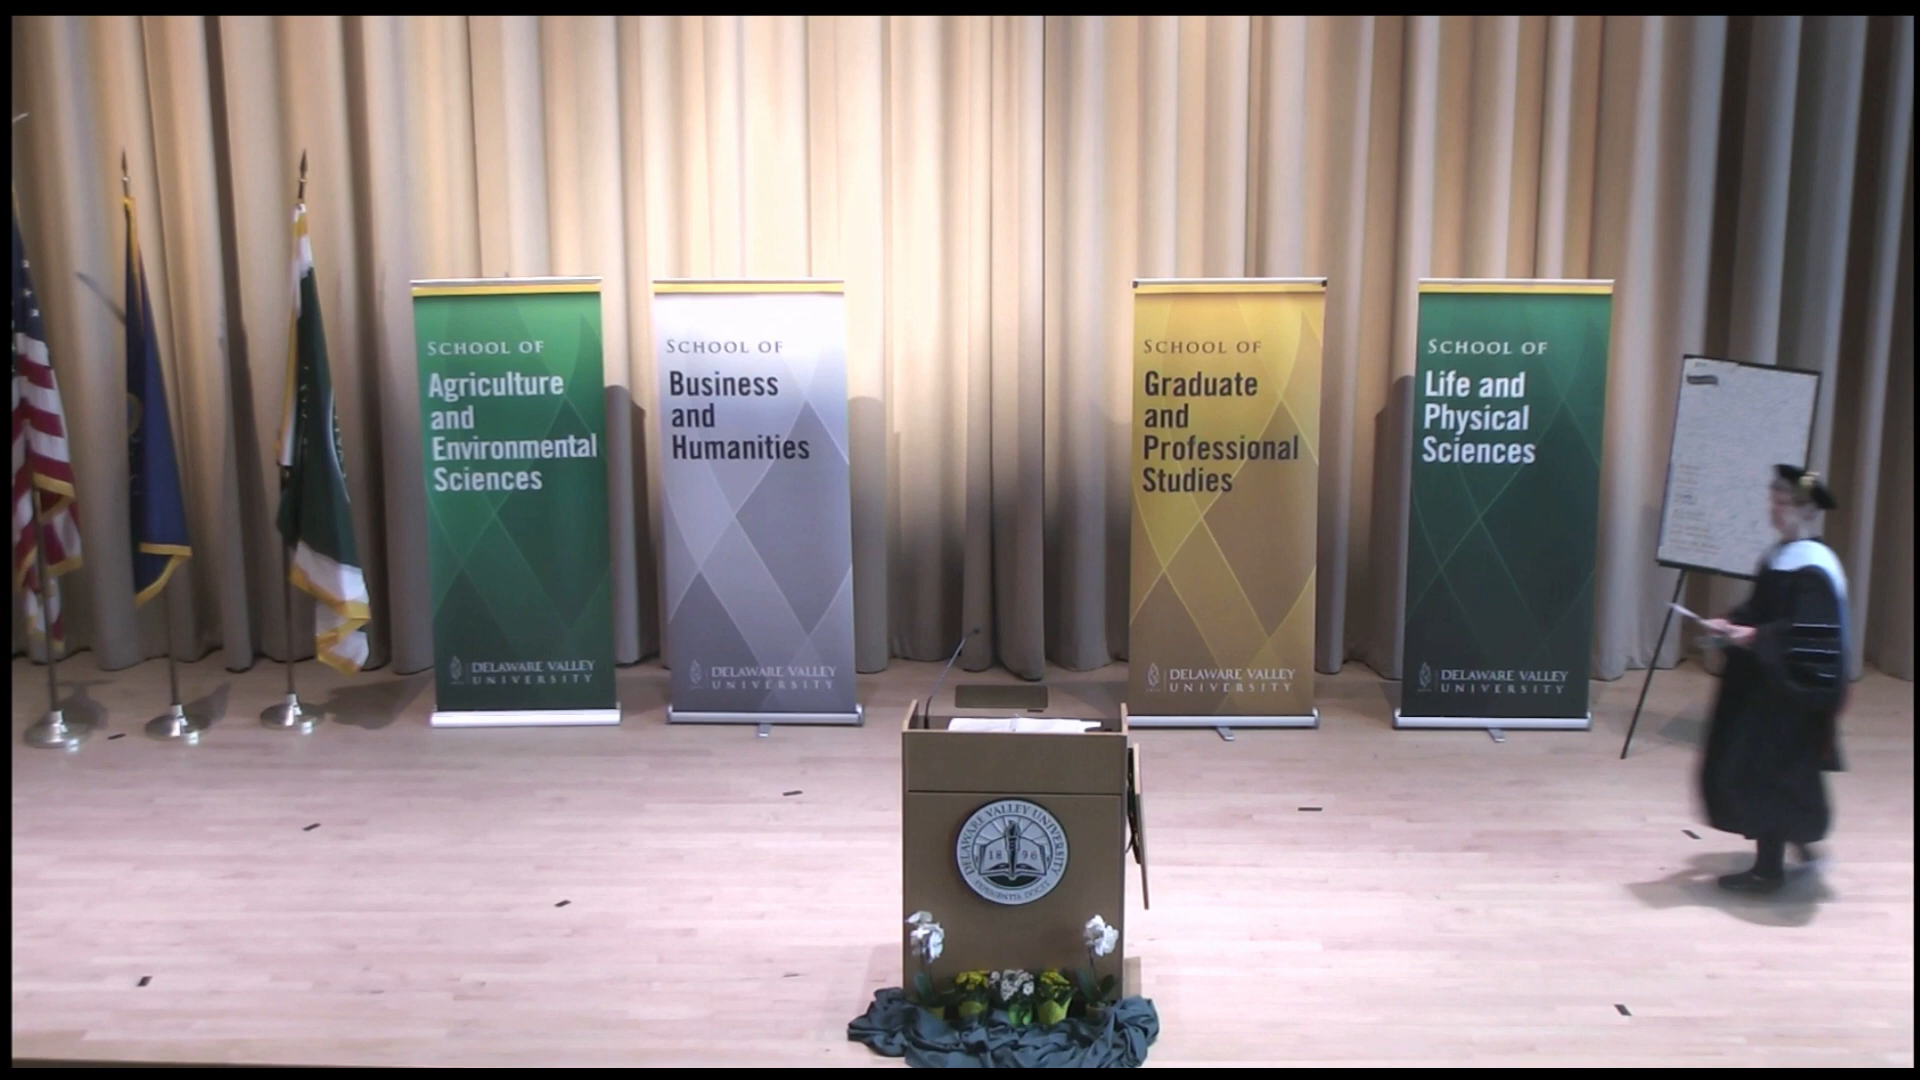 SCHOOL OF
Agriculture
and
Environmental
Sciences
DELAWARE VALLEY
UNIVERSITY
SCHOOL OF
Business
and
Humanities
DELAWARE VALLEY
UNIVERSITY
SCHOOL OF
Graduate
and
Professional
Studies
DELAWARE VALLEY
UNIVERSITY
SCHOOL OF
Life and
Physical
Sciences
DELAWARE VALLEY
UNIVERSITY
DELAWARE VALLEY UNIVERSITY
1896